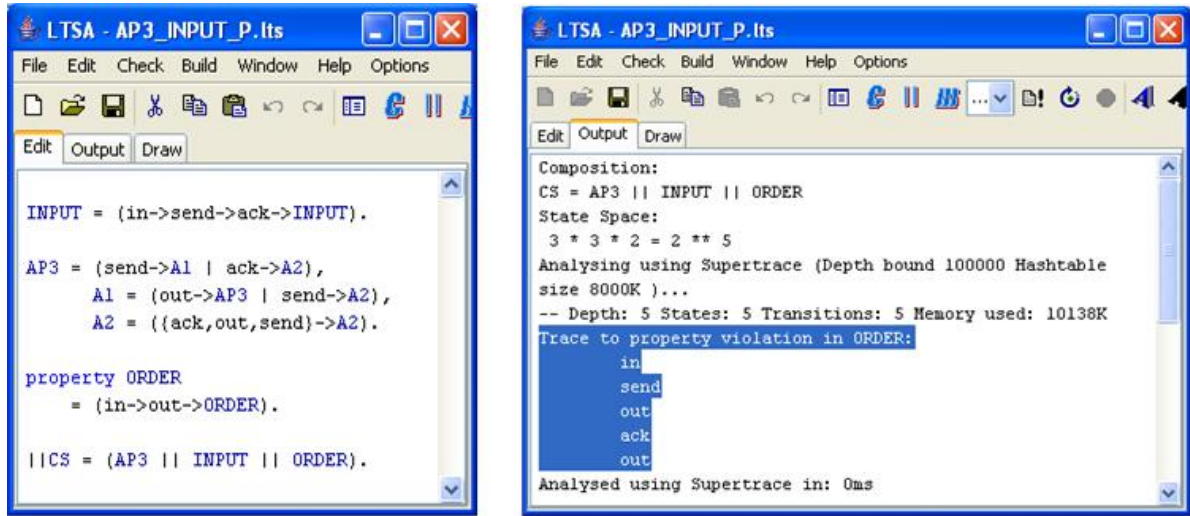 LTSA - AP3_INPUT_P.lts
File Edit Check Build Window Help Options
Edit Output Draw
INPUT = (in->send->ack->INPUT).
AP3 = (send->A1 | ack->A2),
A1 = (out->AP3 | send->A2),
A2 = ({ack,out,send}->A2).
property ORDER
= (in->out->ORDER).
||CS = (AP3 || INPUT || ORDER).
LTSA - AP3_INPUT_P.lts
File Edit Check Build Window Help Options
...
Edit Output Draw
Composition:
CS = AP3 || INPUT || ORDER
State Space:
3 * 3 * 2 = 2 ** 5
Analysing using Supertrace (Depth bound 100000 Hashtable
size 8000K )...
-- Depth: 5 States: 5 Transitions: 5 Memory used: 10138K
Trace to property violation in ORDER:
in
send
out
ack
out
Analysed using Supertrace in: 0ms